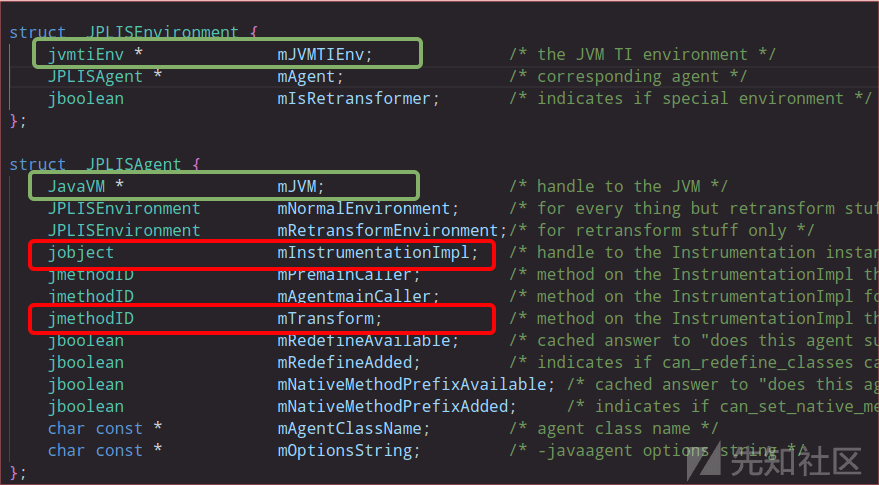 struct _JPLISEnvironment {
jvmtiEnv * mJVMTIEnv; /* the JVM TI environment */
JPLISAgent * mAgent; /* corresponding agent */
jboolean mIsRetransformer; /* indicates if special environment */
};
struct _JPLISAgent {
JavaVM * mJVM; /* handle to the JVM */
JPLISEnvironment mNormalEnvironment; /* for every thing but retransform stuf
JPLISEnvironment mRetransformEnvironment;/* for retransform stuff only */
jobject mInstrumentationImpl; /* handle to the Instrumentation instan
jmethodID mPremainCaller; /* method on the InstrumentationImpl th
jmethodID mAgentmainCaller; /* method on the InstrumentationImpl fo
jmethodID mTransform; /* method on the InstrumentationImpl th
jboolean mRedefineAvailable; /* cached answer to "does this agent su
jboolean mRedefineAdded; /* indicates if can_redefine_classes ca
jboolean mNativeMethodPrefixAvailable; /* cached answer to "does this ag
jboolean mNativeMethodPrefixAdded; /* indicates if can_set_native_me
char const * mAgentClassName; /* agent class name */
char const * mOptionsString; /* -javaagent options string */
};
先知社区